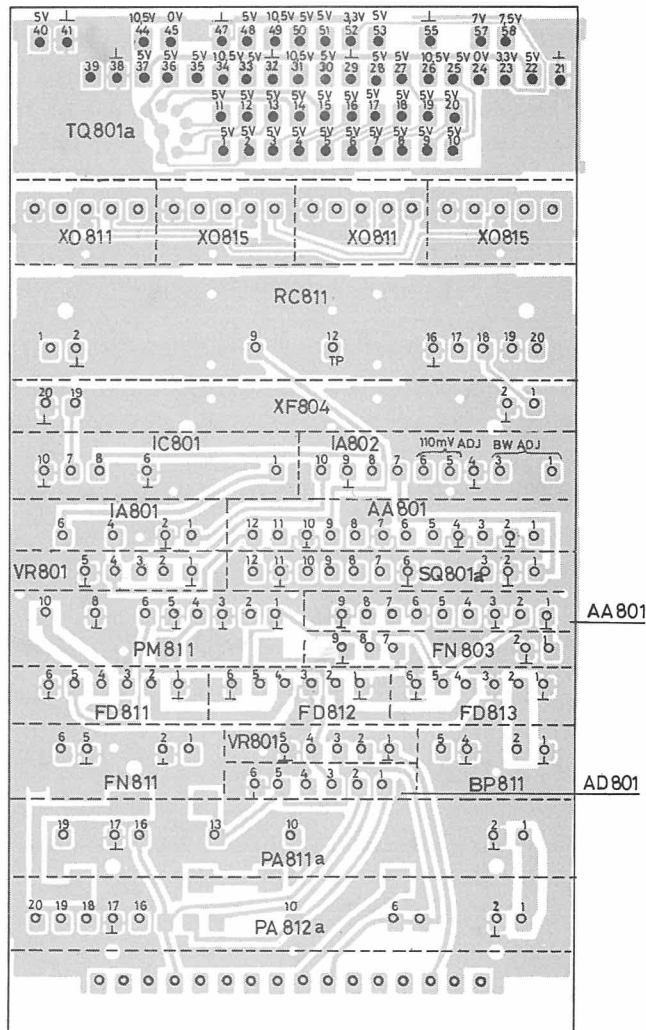 5V ⊥ 10,5V 0V ⊥ 5V 10,5V 5V 5V 3,3V 5V ⊥ 7V 7,5V
40 41 44 45 47 48 49 50 51 52 53 55 57 58
⊥ 5V 5V 10,5V 5V 5V 10,5V 5V ⊥ 5V 10,5V 5V 0V 3,3V 5V ⊥
39 38 37 36 35 34 33 32 31 30 29 28 27 26 25 24 23 22 21
5V 5V 5V 5V 5V 5V 5V 5V 5V
11 12 13 14 15 16 17 18 19 20
TQ801a
5V 5V 5V 5V 5V 5V 5V 5V 5V
1 2 3 4 5 6 7 8 9 10
XO811 XO815 XO811 XO815
RC811
1 2 9 12 16 17 18 19 20
⊥ TP ⊥
20 19 XF804 2 1
⊥ ⊥
IC801 IA802 110mV ADJ BW ADJ
10 7 8 6 1 10 9 8 7 6 5 4 3 1
IA801 AA801
6 4 2 1 12 11 10 9 8 7 6 5 4 3 2 1
VR801 5 4 3 2 1 12 11 10 9 8 7 6 SQ801a 3 2 1
10 8 6 5 4 3 2 1 9 8 7 6 5 4 3 2 1 AA801
PM811 9 8 7 FN803 2 1
6 5 4 3 2 1 6 5 4 3 2 1 6 5 4 3 2 1
FD811 FD812 FD813
6 5 2 1 VR801 5 4 3 2 1 5 4 2 1
FN811 6 5 4 3 2 1 BP811 AD801
19 17 16 13 10 2 1
PA811a
20 19 18 17 16 10 6 2 1
PA812a